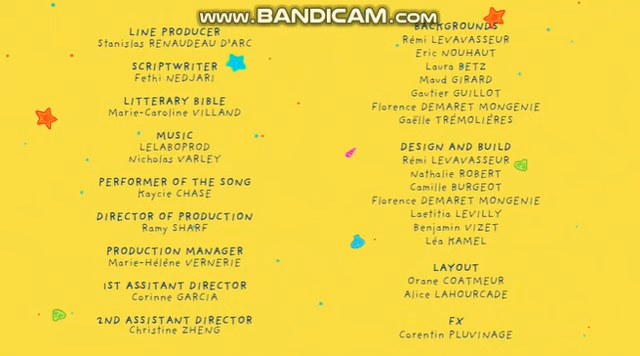 www.BANDICAM.com
LINE PRODUCER
Stanislas RENAUDEAU D'ARC
SCRIPTWRITER
Fethi NEDJARI
LITTERARY BIBLE
Marie-Caroline VILLAND
MUSIC
LELABOPROD
Nicholas VARLEY
PERFORMER OF THE SONG
Kaycie CHASE
DIRECTOR OF PRODUCTION
Ramy SHARF
PRODUCTION MANAGER
Marie-Hélène VERNERIE
1ST ASSITANT DIRECTOR
Corinne GARCIA
2ND ASSISTANT DIRECTOR
Christine ZHENG
BACKGROUNDS
Rémi LEVAVASSEUR
Eric NOUHAUT
Laura BETZ
Maud GIRARD
Gautier GUILLOT
Florence DEMARET MONGENIE
Gaëlle TRÉMOLIÉRES
DESIGN AND BUILD
Rémi LEVAVASSEUR
Nathalie ROBERT
Camille BURGEOT
Florence DEMARET MONGENIE
Laetitia LEVILLY
Benjamin VIZET
Léa KAMEL
LAYOUT
Orane COATMEUR
Alice LAHOURCADE
FX
Corentin PLUVINAGE